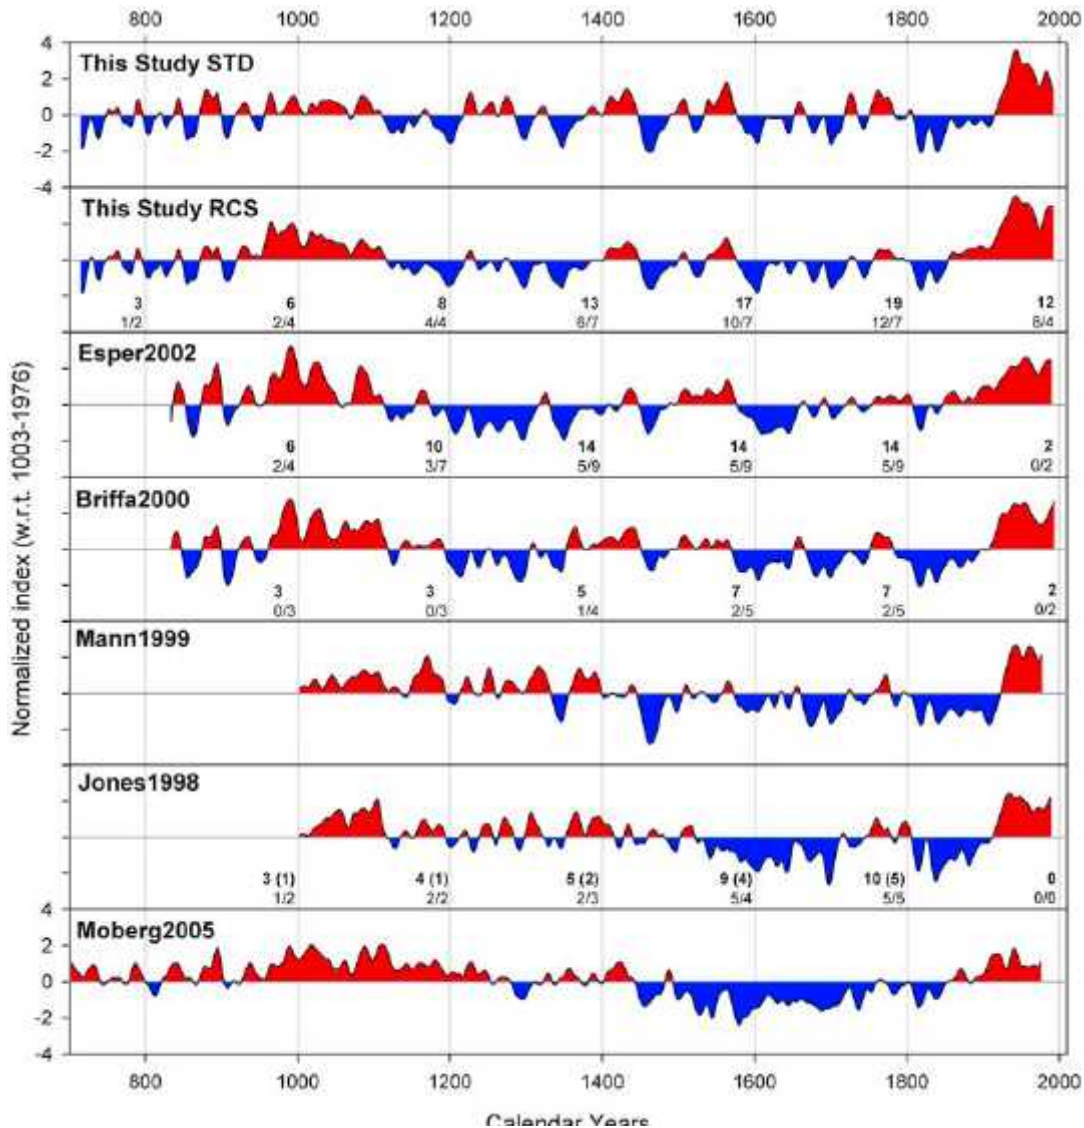 800 1000 1200 1400 1600 1800 2000
4
This Study STD
2
0
-2
-4
This Study RCS
3 6 8 13 17 19 12
1/2 2/4 4/4 6/7 10/7 12/7 8/4
Esper2002
6 10 14 14 14 2
2/4 3/7 5/9 5/9 5/9 0/2
Briffa2000
3 3 5 7 7 2
0/3 0/3 1/4 2/5 2/5 0/2
Mann1999
Jones1998
3 (1) 4 (1) 5 (2) 9 (4) 10 (5) 0
1/2 2/2 2/3 5/4 5/5 0/0
4
Moberg2005
2
0
-2
-4
800 1000 1200 1400 1600 1800 2000
Calendar Years
Normalized index (w.r.t. 1003-1976)